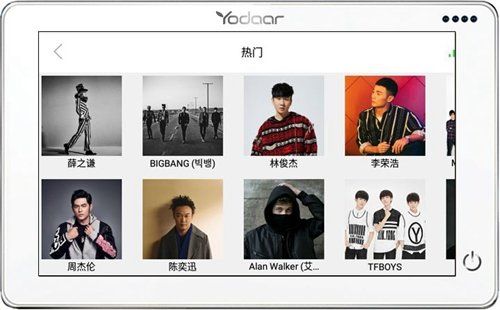 Yodaar
热门
薛之谦
BIGBANG (빅뱅)
林俊杰
李荣浩
周杰伦
陈奕迅
Alan Walker (艾...
TFBOYS